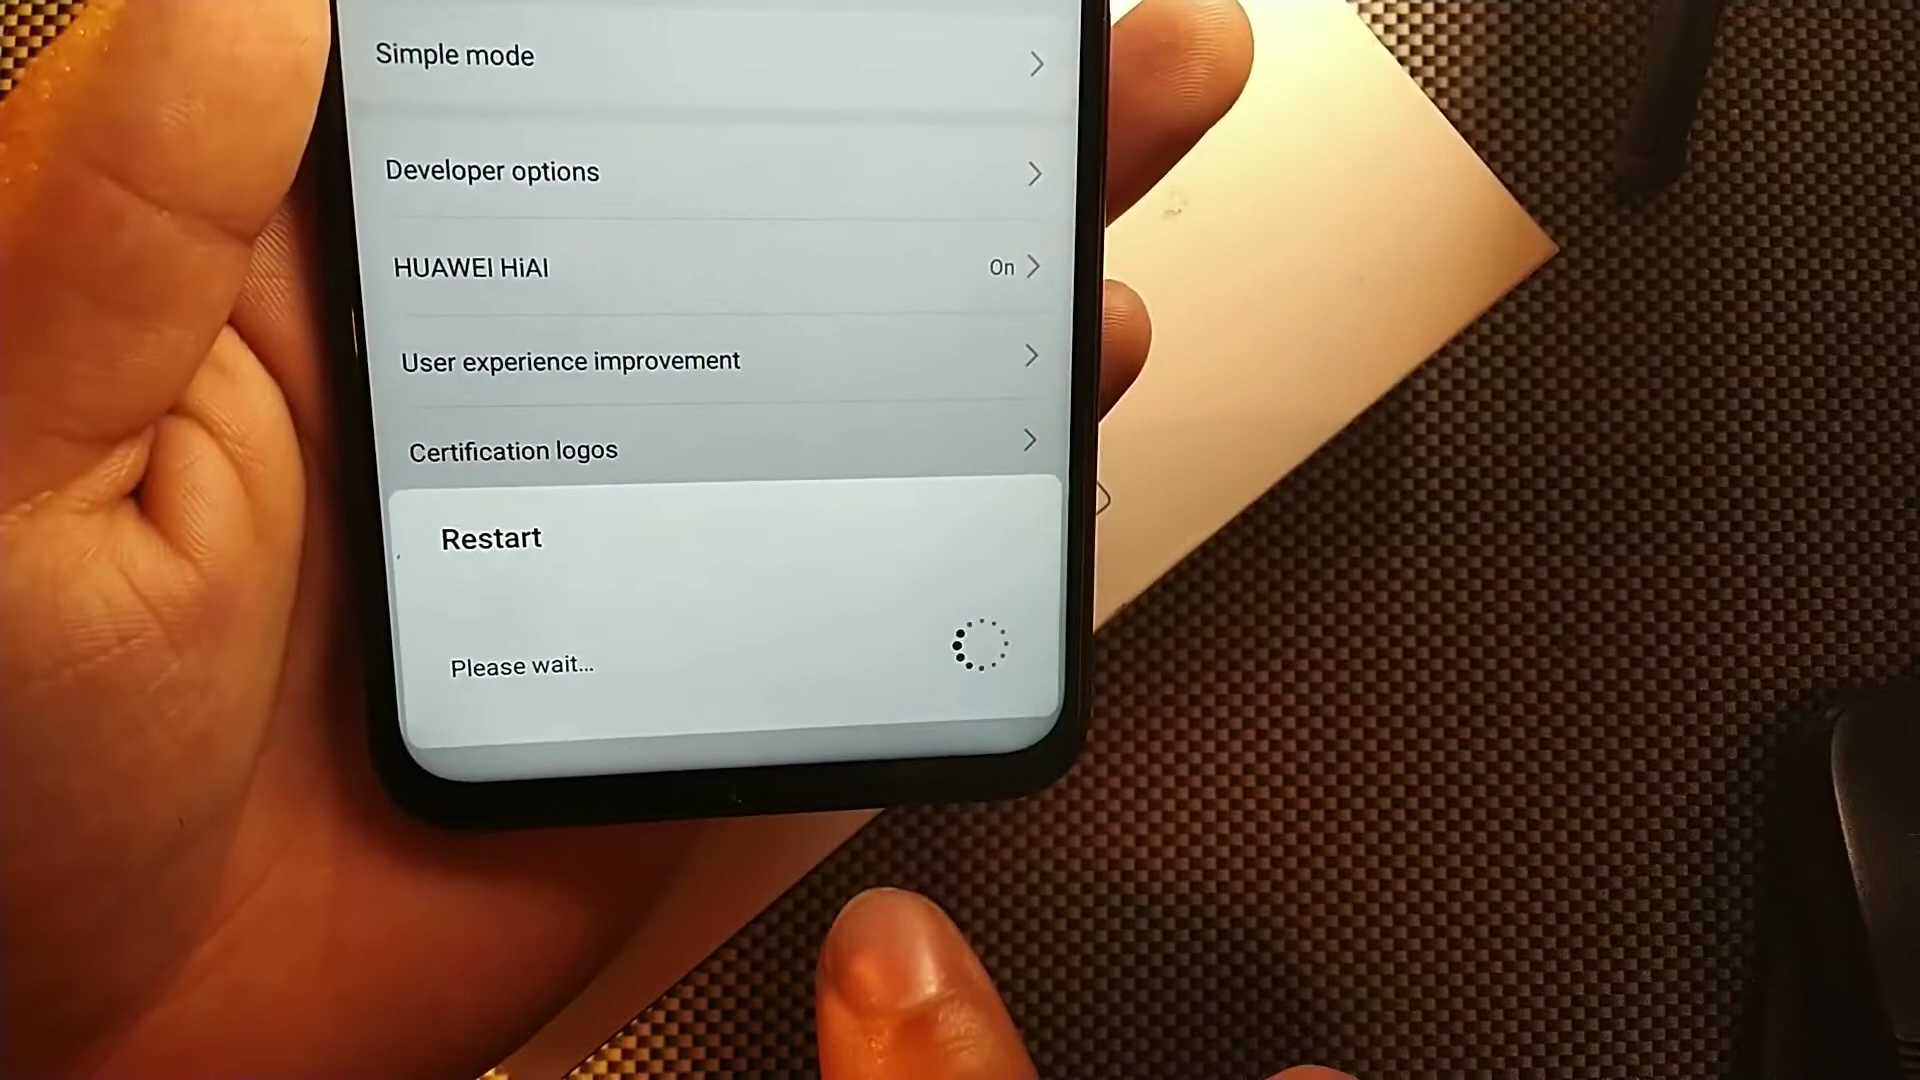 Simple mode
Developer options
HUAWEI HiAI On
User experience improvement
Certification logos
Restart
Please wait...